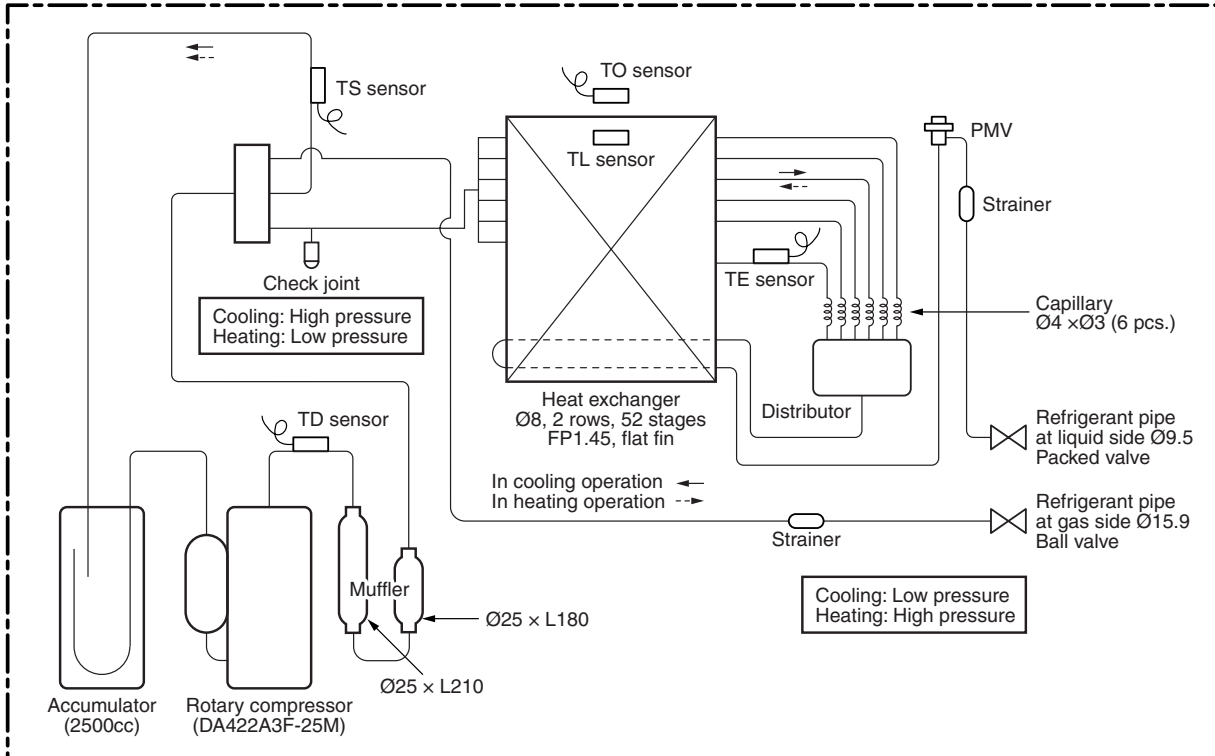 TS sensor
TO sensor
TL sensor
PMV
Strainer
Check joint
Cooling: High pressure
Heating: Low pressure
TE sensor
Capillary
Ø4 ×Ø3 (6 pcs.)
Heat exchanger
Ø8, 2 rows, 52 stages
FP1.45, flat fin
Distributor
TD sensor
Refrigerant pipe
at liquid side Ø9.5
Packed valve
In cooling operation
In heating operation
Refrigerant pipe
at gas side Ø15.9
Ball valve
Strainer
Muffler
Cooling: Low pressure
Heating: High pressure
Ø25 × L180
Ø25 × L210
Accumulator
(2500cc)
Rotary compressor
(DA422A3F-25M)